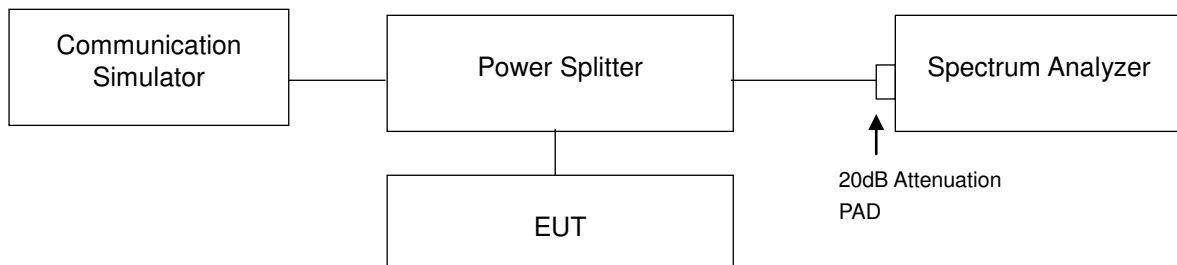 Communication
Simulator
Power Splitter
Spectrum Analyzer
20dB Attenuation
PAD
EUT